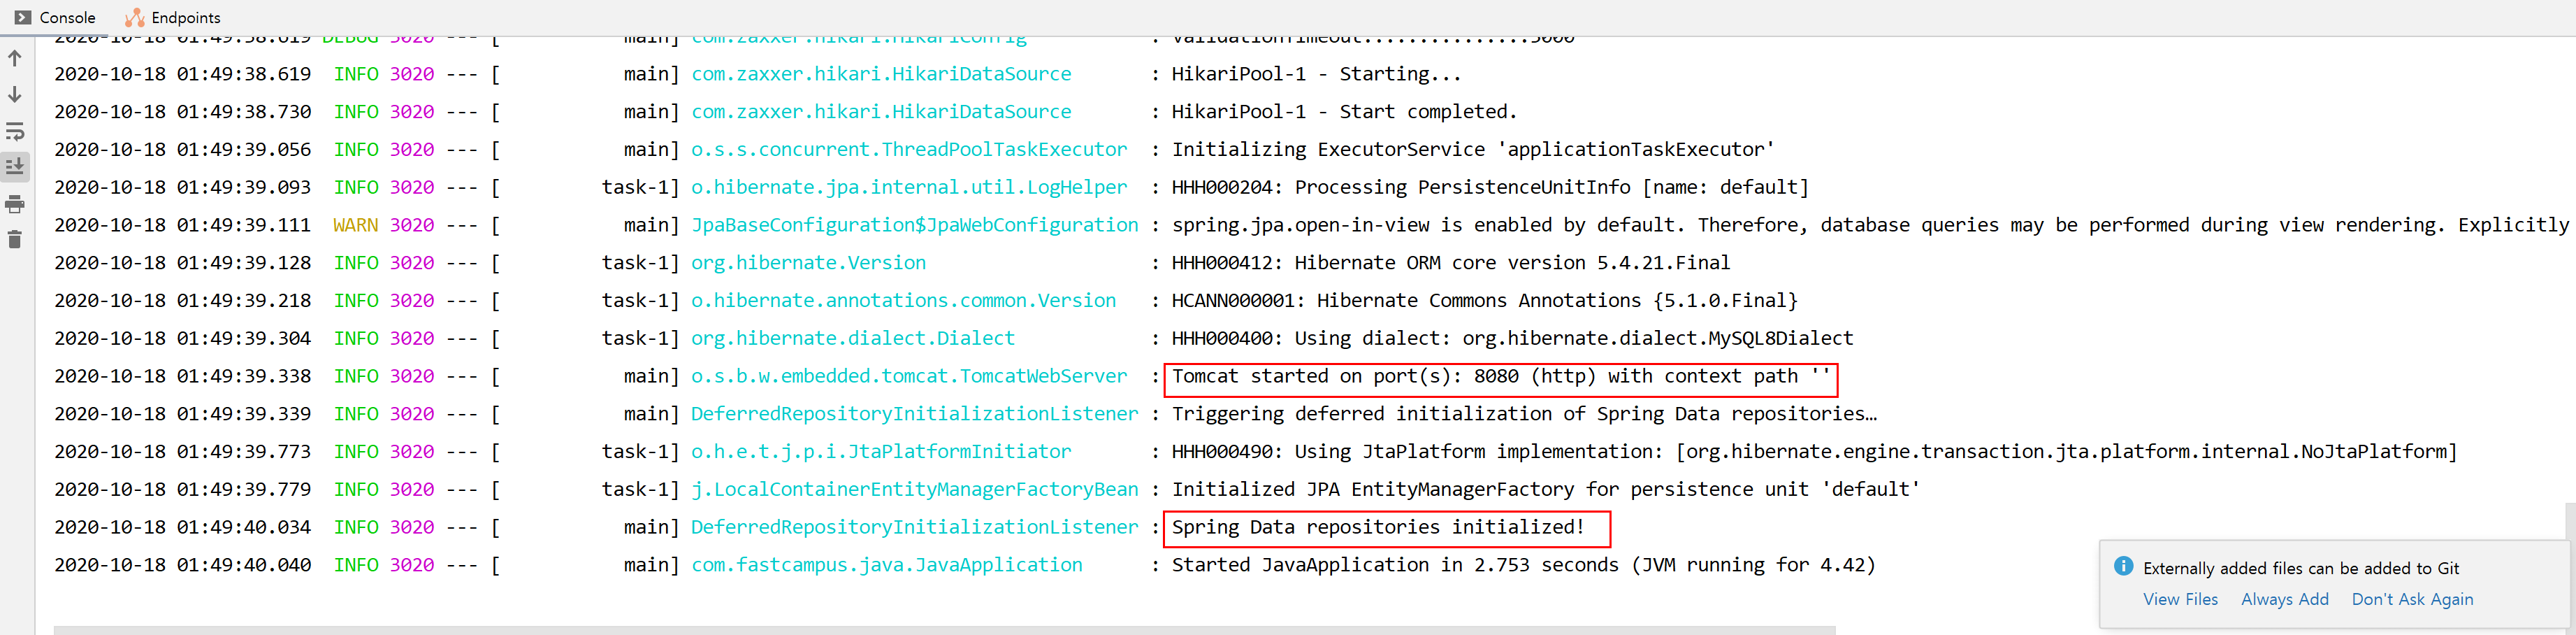 Console Endpoints
2020-10-18 01:49:38.619 DEBUG 3020 --- [ main] com.zaxxer.hikari.HikariConfig : validationTimeout...............5000
2020-10-18 01:49:38.619 INFO 3020 --- [ main] com.zaxxer.hikari.HikariDataSource : HikariPool-1 - Starting...
2020-10-18 01:49:38.730 INFO 3020 --- [ main] com.zaxxer.hikari.HikariDataSource : HikariPool-1 - Start completed.
2020-10-18 01:49:39.056 INFO 3020 --- [ main] o.s.s.concurrent.ThreadPoolTaskExecutor : Initializing ExecutorService 'applicationTaskExecutor'
2020-10-18 01:49:39.093 INFO 3020 --- [ task-1] o.hibernate.jpa.internal.util.LogHelper : HHH000204: Processing PersistenceUnitInfo [name: default]
2020-10-18 01:49:39.111 WARN 3020 --- [ main] JpaBaseConfiguration$JpaWebConfiguration : spring.jpa.open-in-view is enabled by default. Therefore, database queries may be performed during view rendering. Explicitly
2020-10-18 01:49:39.128 INFO 3020 --- [ task-1] org.hibernate.Version : HHH000412: Hibernate ORM core version 5.4.21.Final
2020-10-18 01:49:39.218 INFO 3020 --- [ task-1] o.hibernate.annotations.common.Version : HCANN000001: Hibernate Commons Annotations {5.1.0.Final}
2020-10-18 01:49:39.304 INFO 3020 --- [ task-1] org.hibernate.dialect.Dialect : HHH000400: Using dialect: org.hibernate.dialect.MySQL8Dialect
2020-10-18 01:49:39.338 INFO 3020 --- [ main] o.s.b.w.embedded.tomcat.TomcatWebServer : Tomcat started on port(s): 8080 (http) with context path ''
2020-10-18 01:49:39.339 INFO 3020 --- [ main] DeferredRepositoryInitializationListener : Triggering deferred initialization of Spring Data repositories…
2020-10-18 01:49:39.773 INFO 3020 --- [ task-1] o.h.e.t.j.p.i.JtaPlatformInitiator : HHH000490: Using JtaPlatform implementation: [org.hibernate.engine.transaction.jta.platform.internal.NoJtaPlatform]
2020-10-18 01:49:39.779 INFO 3020 --- [ task-1] j.LocalContainerEntityManagerFactoryBean : Initialized JPA EntityManagerFactory for persistence unit 'default'
2020-10-18 01:49:40.034 INFO 3020 --- [ main] DeferredRepositoryInitializationListener : Spring Data repositories initialized!
2020-10-18 01:49:40.040 INFO 3020 --- [ main] com.fastcampus.java.JavaApplication : Started JavaApplication in 2.753 seconds (JVM running for 4.42)
Externally added files can be added to Git
View Files Always Add Don't Ask Again